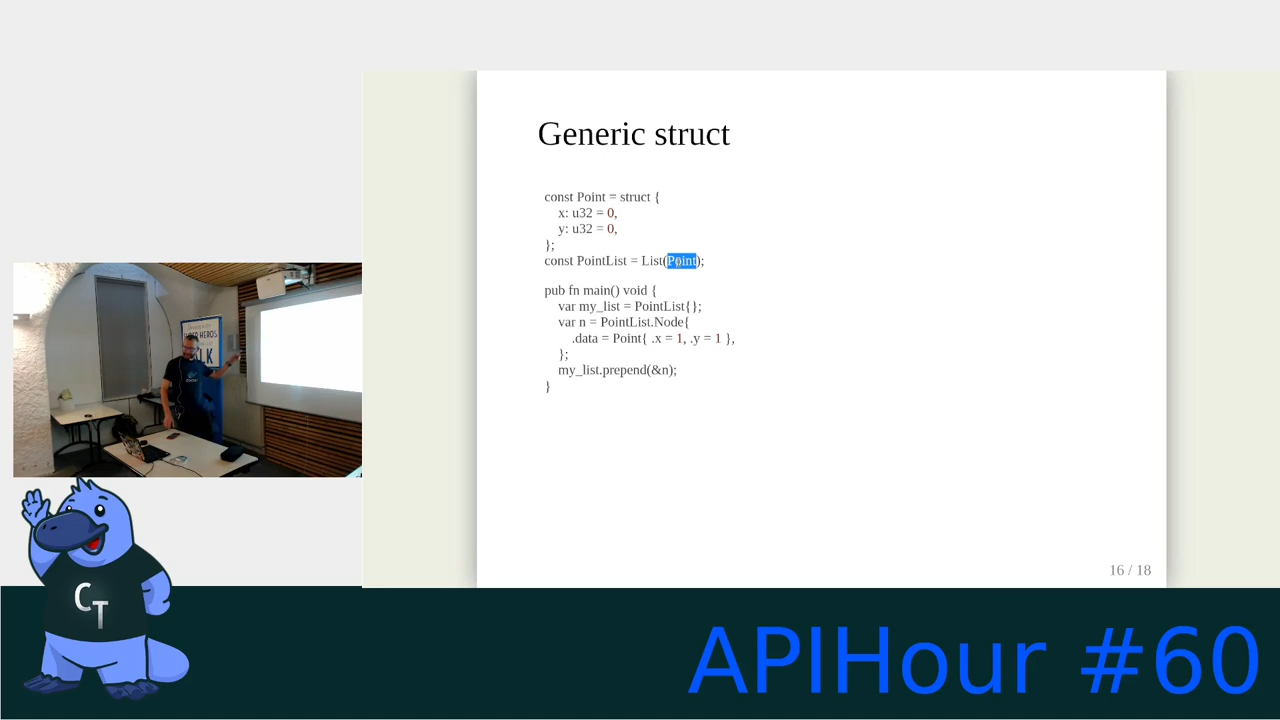 Generic struct
const Point = struct {
x: u32 = 0,
y: u32 = 0,
};
const PointList = List(Point);
pub fn main() void {
var my_list = PointList{};
var n = PointList.Node{
.data = Point{ .x = 1, .y = 1 },
};
my_list.prepend(&n);
}
16 / 18
CT
APIHour #60